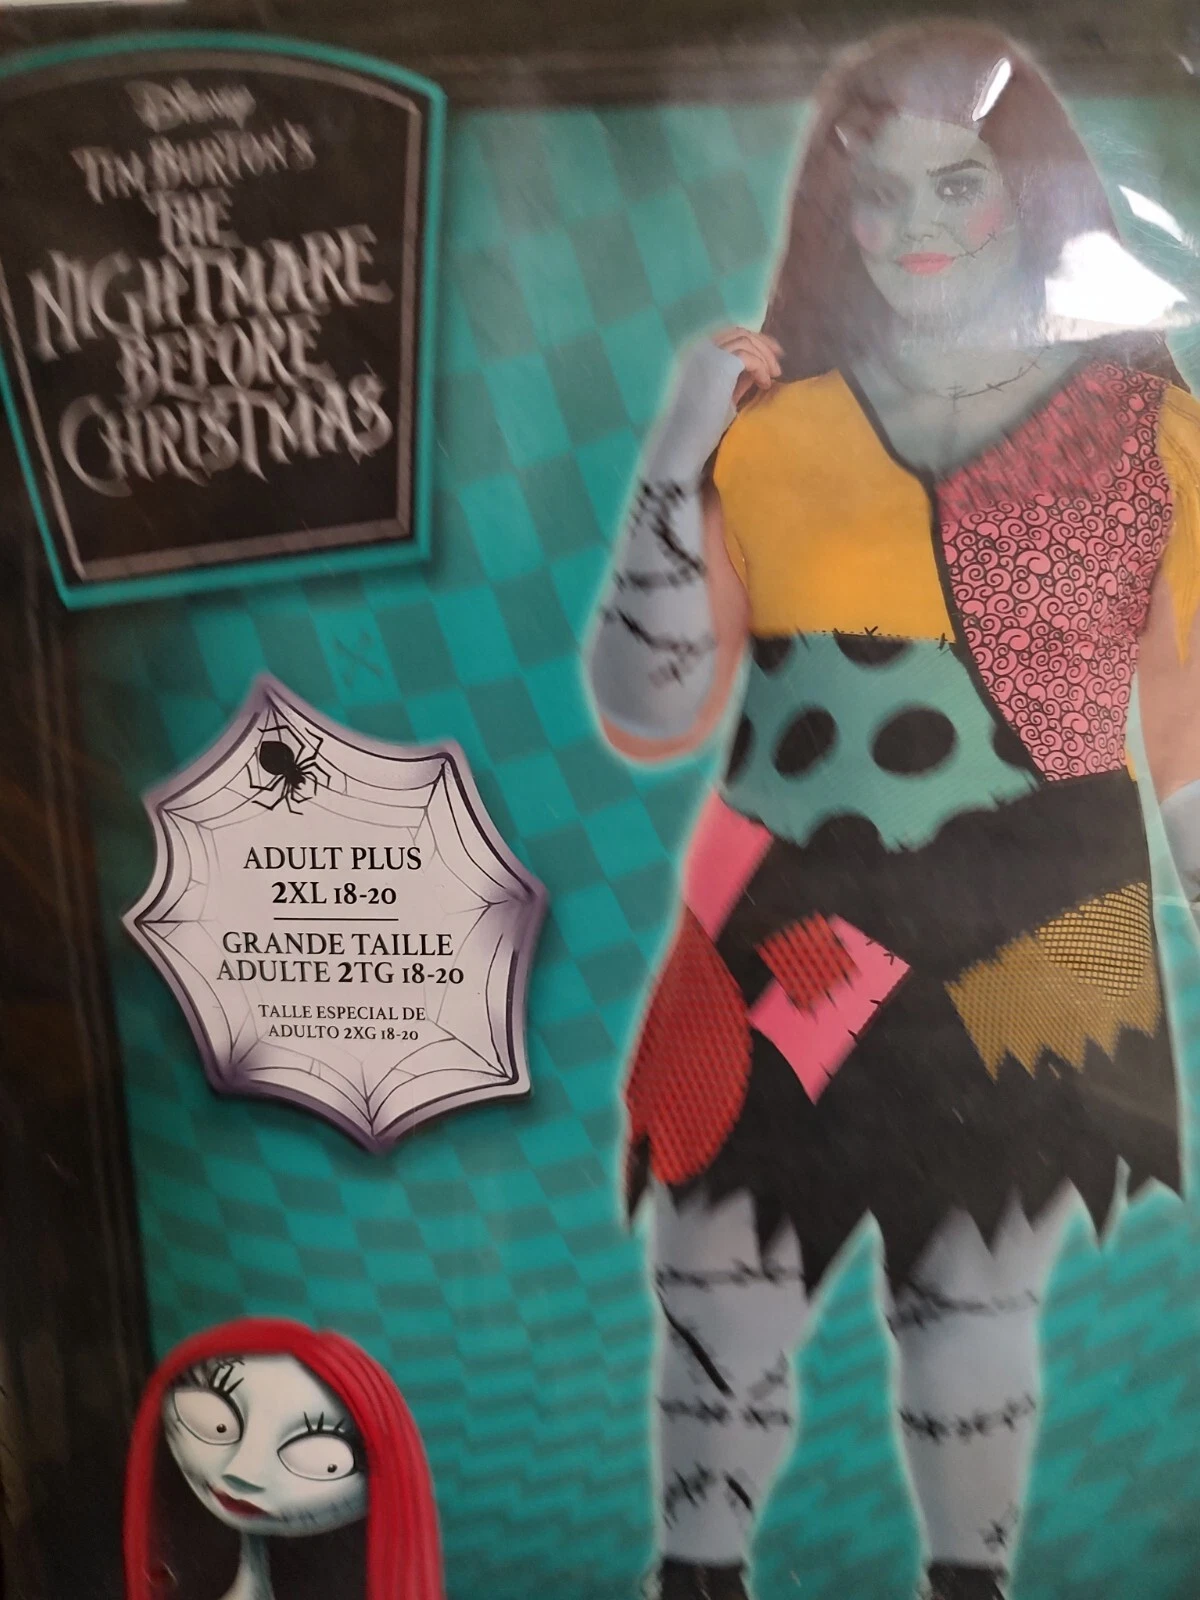 Disney
TIM BURTON'S
THE
NIGHTMARE
BEFORE
CHRISTMAS
ADULT PLUS
2XL 18-20
GRANDE TAILLE
ADULTE 2TG 18-20
TALLE ESPECIAL DE
ADULTO 2XG 18-20